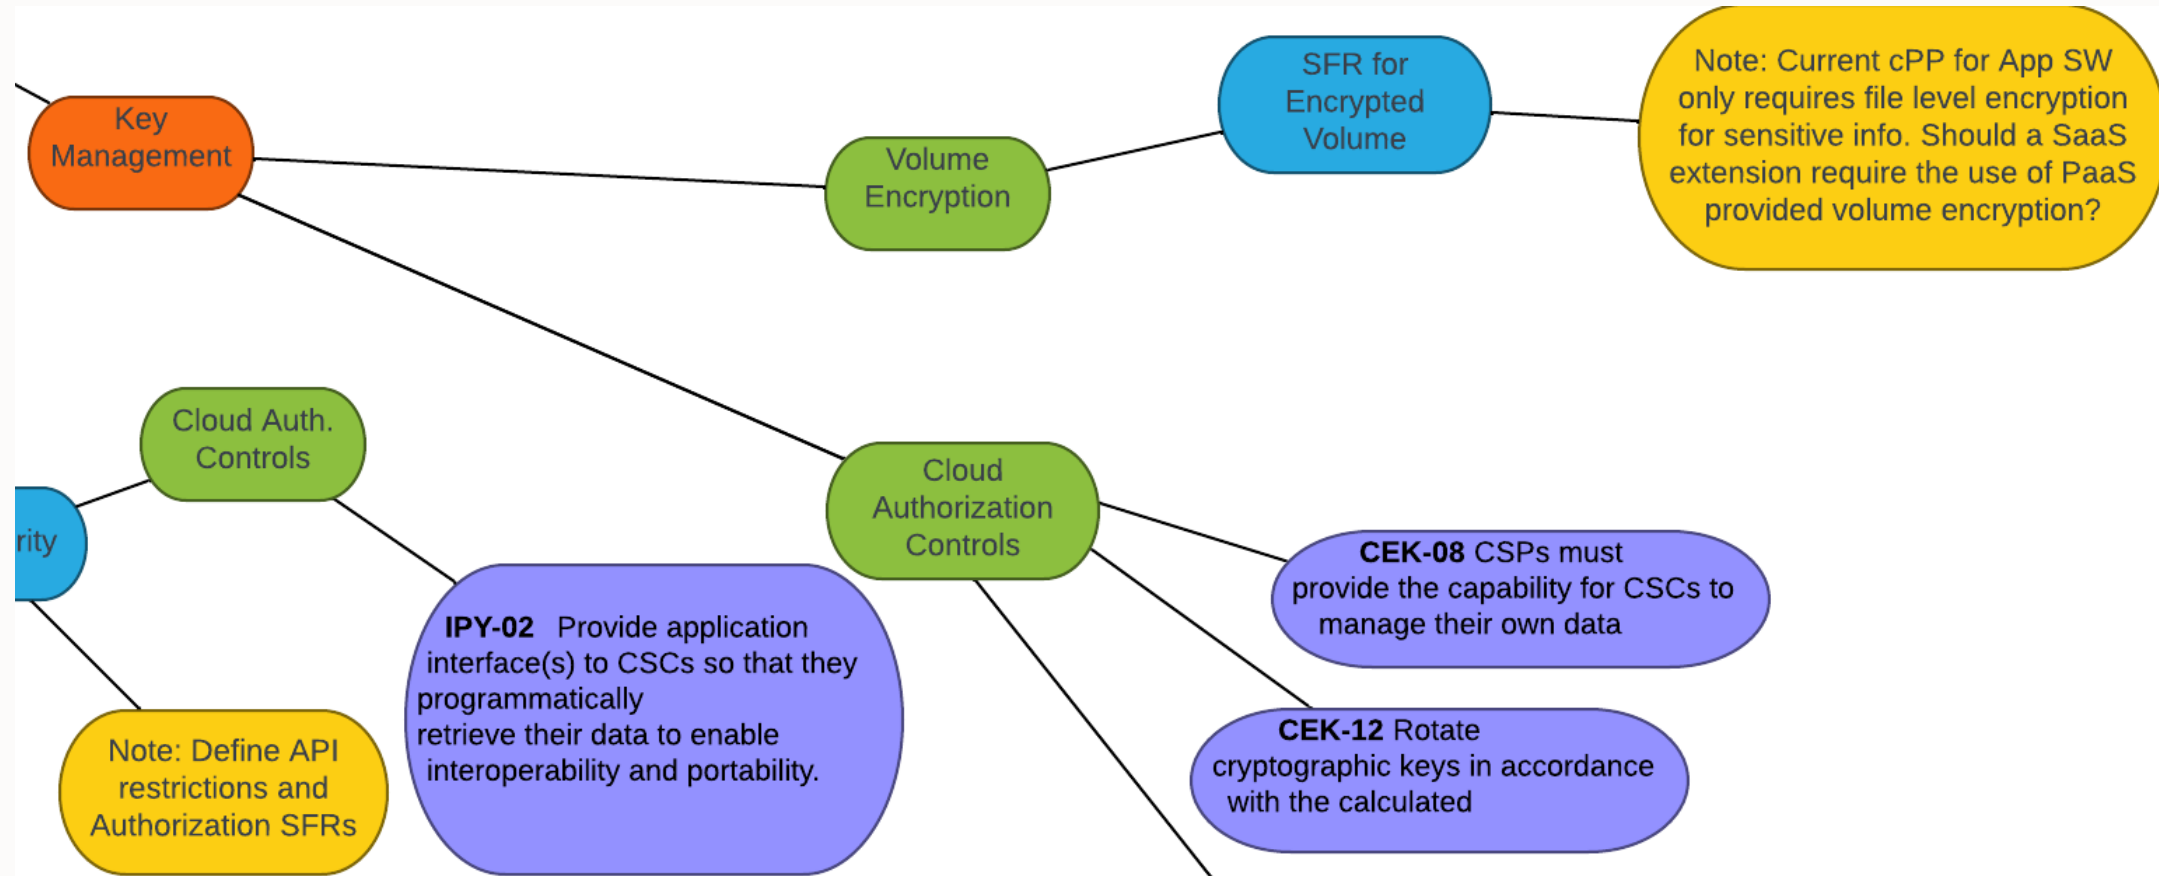 Key
Management
Volume
Encryption
SFR for
Encrypted
Volume
Note: Current cPP for App SW
only requires file level encryption
for sensitive info. Should a SaaS
extension require the use of PaaS
provided volume encryption?
Cloud Auth.
Controls
rity
Note: Define API
restrictions and
Authorization SFRs
IPY-02 Provide application
interface(s) to CSCs so that they
programmatically
retrieve their data to enable
interoperability and portability.
Cloud
Authorization
Controls
CEK-08 CSPs must
provide the capability for CSCs to
manage their own data
CEK-12 Rotate
cryptographic keys in accordance
with the calculated